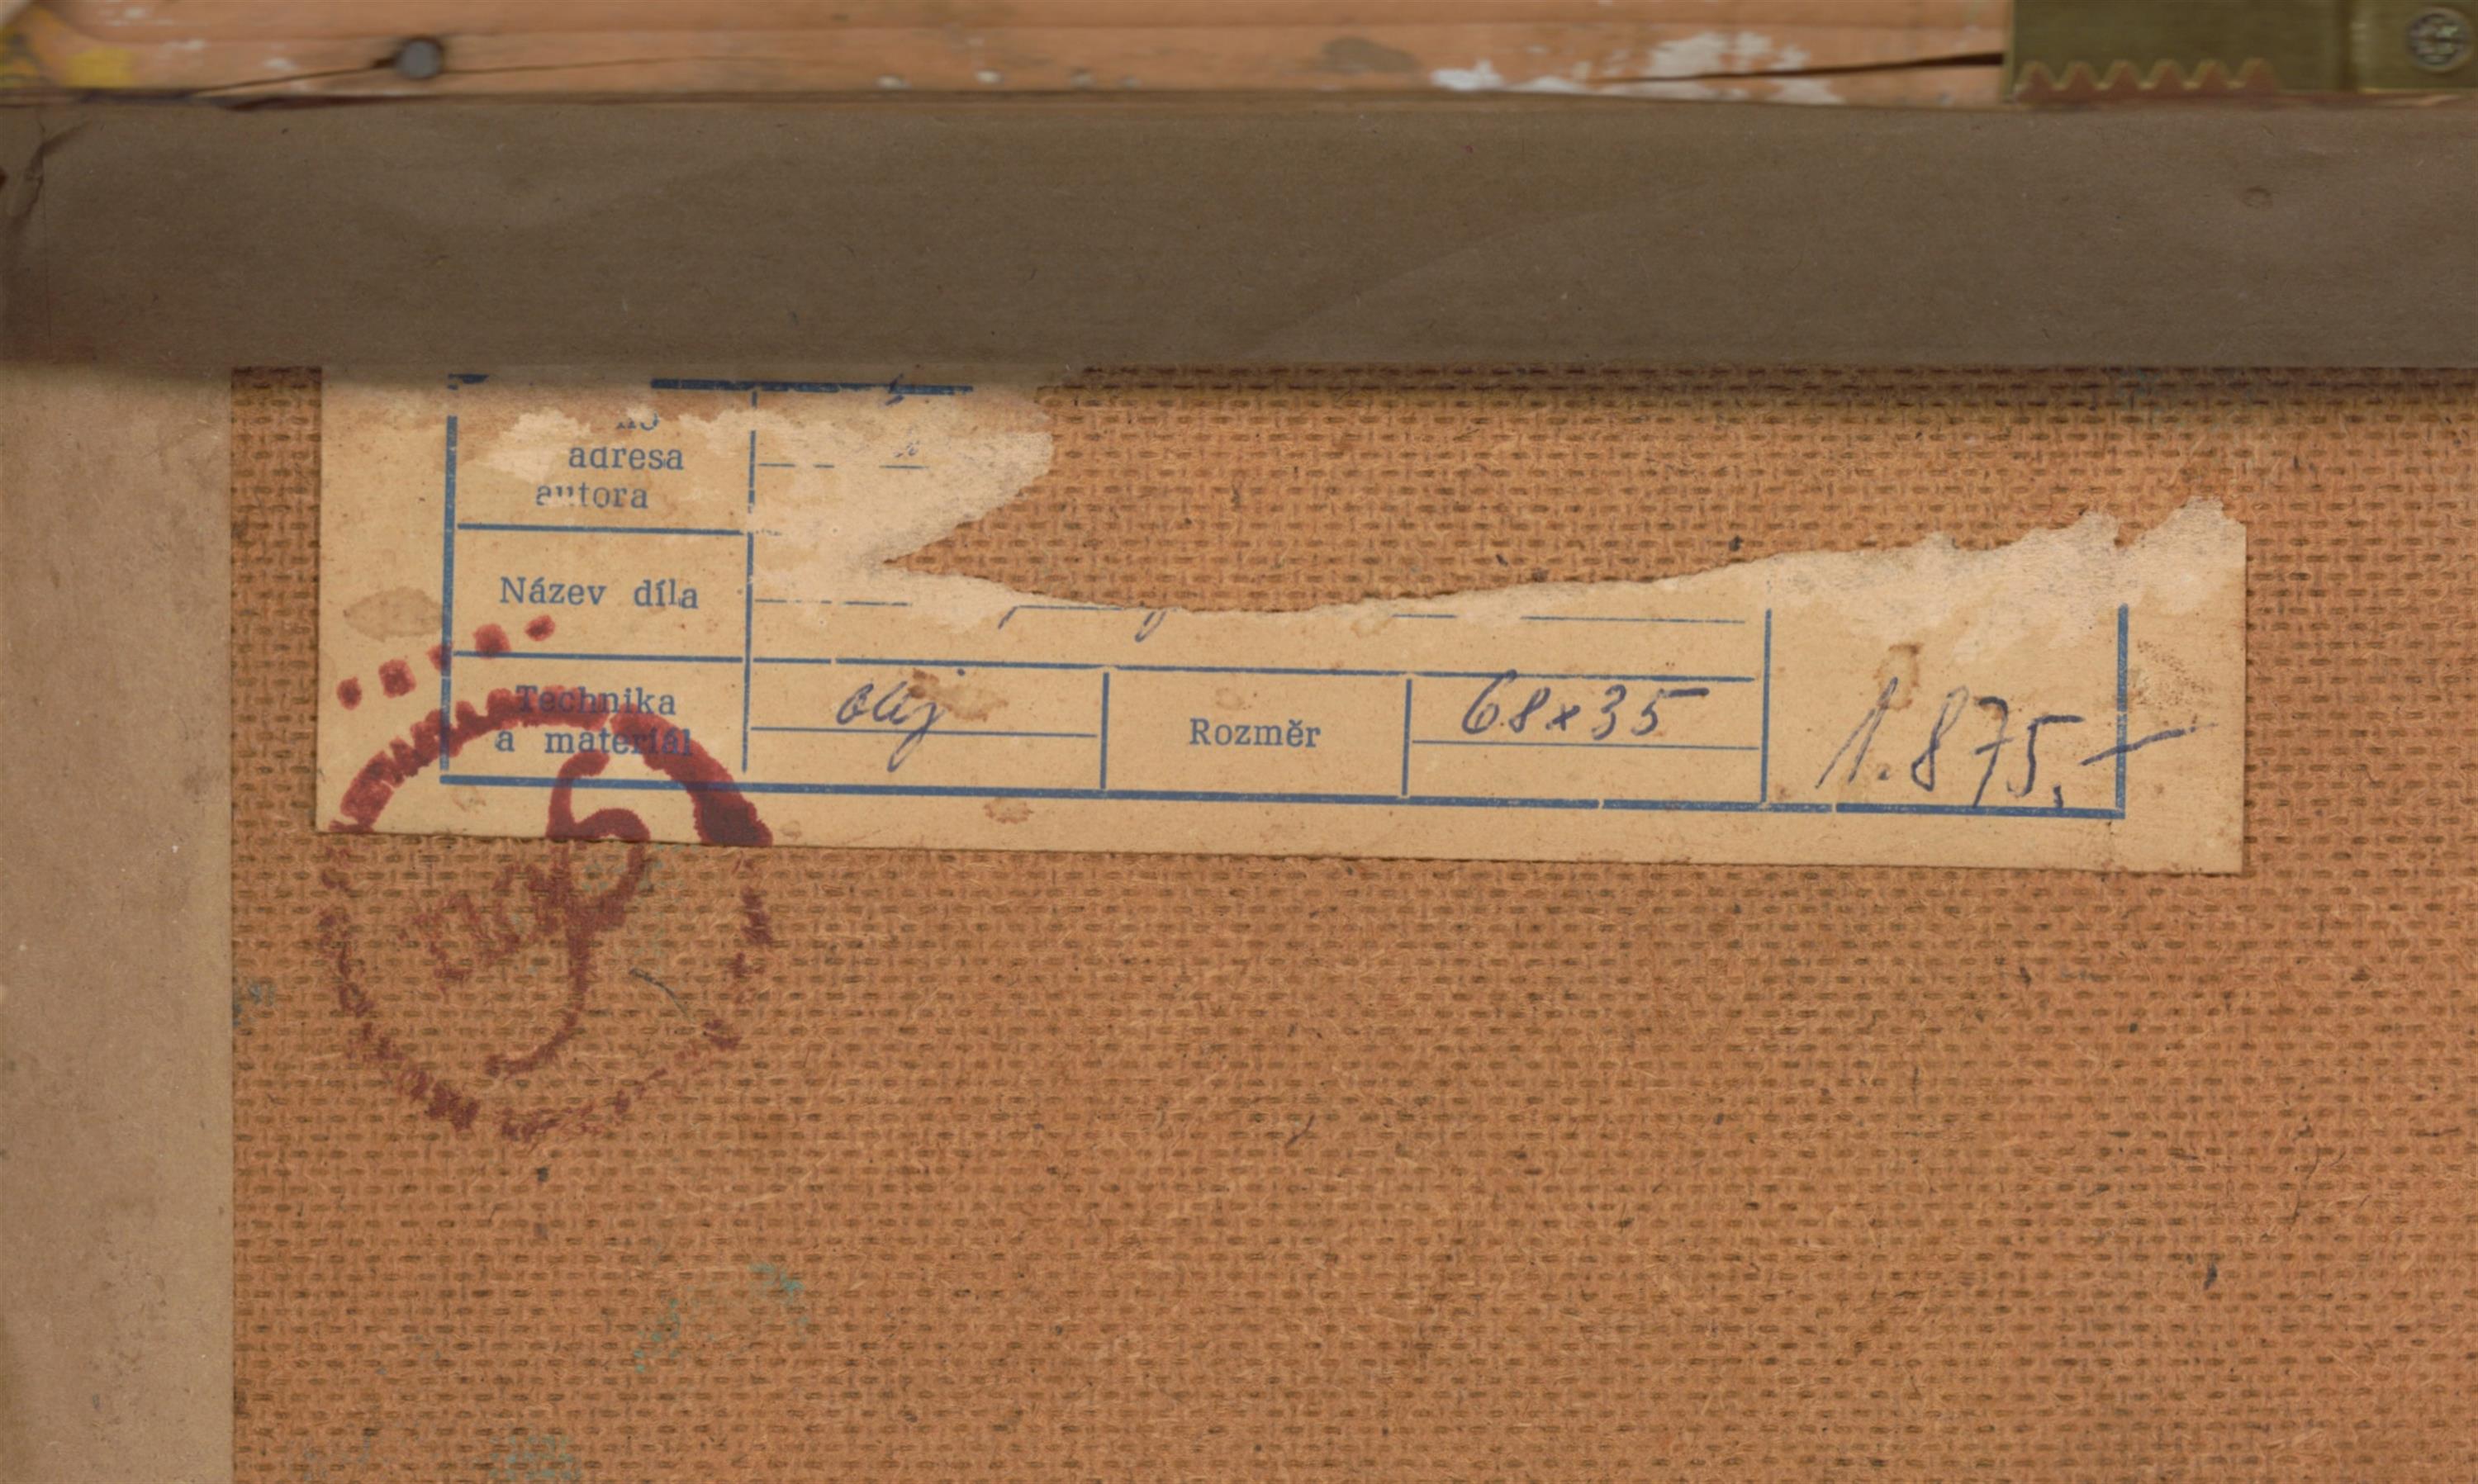 adresa
autora
Název díla
Technika
a materiál
olej
Rozměr
68x35
1.875,-